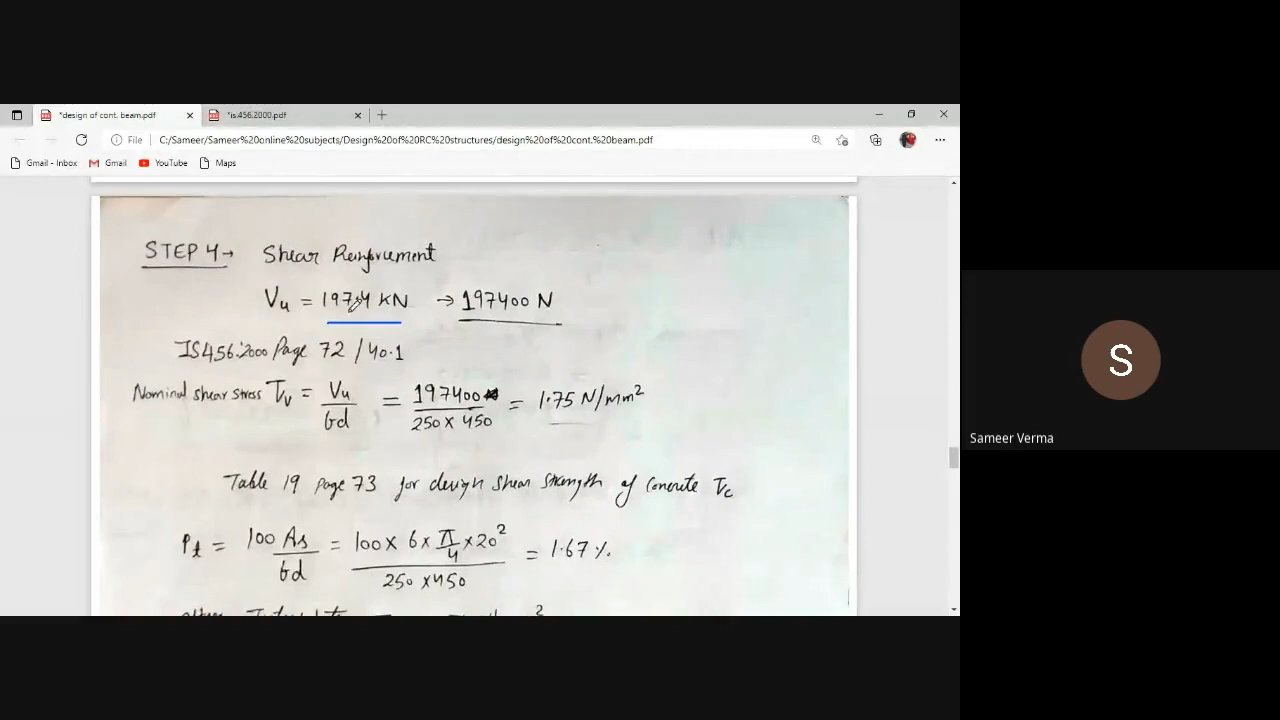 *design of cont. beam.pdf
*is.456.2000.pdf
File
C:/Sameer/Sameer%20online%20subjects/Design%20of%20RC%20structures/design%20of%20cont.%20beam.pdf
Gmail - Inbox
Gmail
YouTube
Maps
STEP 4→ Shear Reinforcement
Vu = 197.4 KN → 197400 N
IS456:2000 Page 72 / 40.1
Nominal shear stress Tv = Vu/bd = 197400/250 × 450 = 1.75 N/mm²
Table 19 page 73 for design shear strength of concrete Tc
Pt = 100 As/bd = 100 × 6 × π/4 × 20²/250 × 450 = 1.67 %
S
Sameer Verma